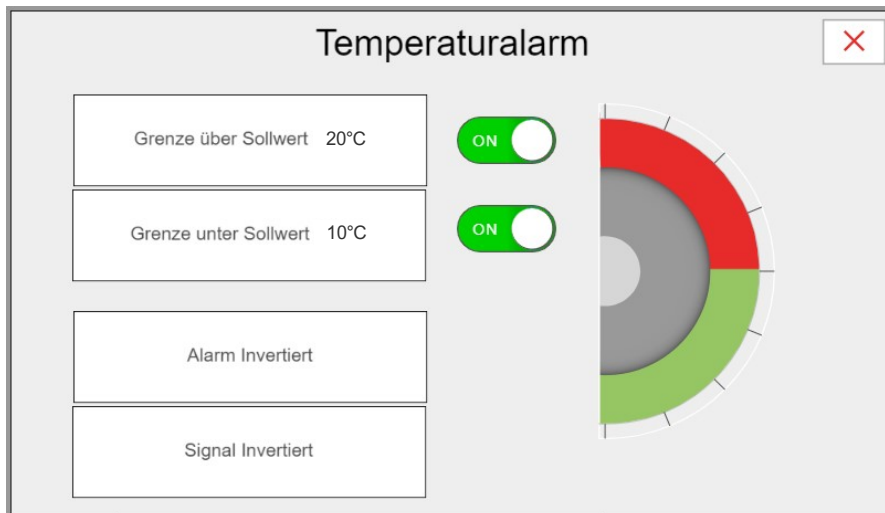 Temperaturalarm
Grenze über Sollwert 20°C
ON
Grenze unter Sollwert 10°C
ON
Alarm Invertiert
Signal Invertiert